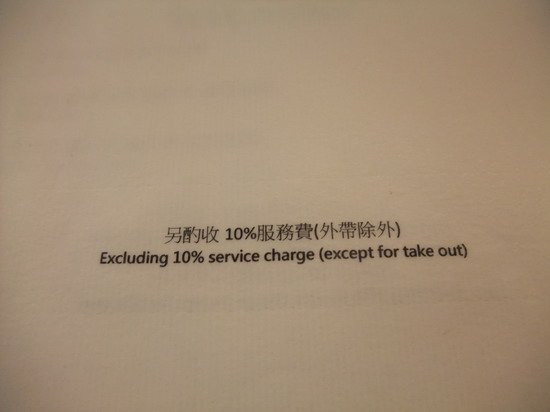 另酌收 10%服務費(外帶除外)
Excluding 10% service charge (except for take out)